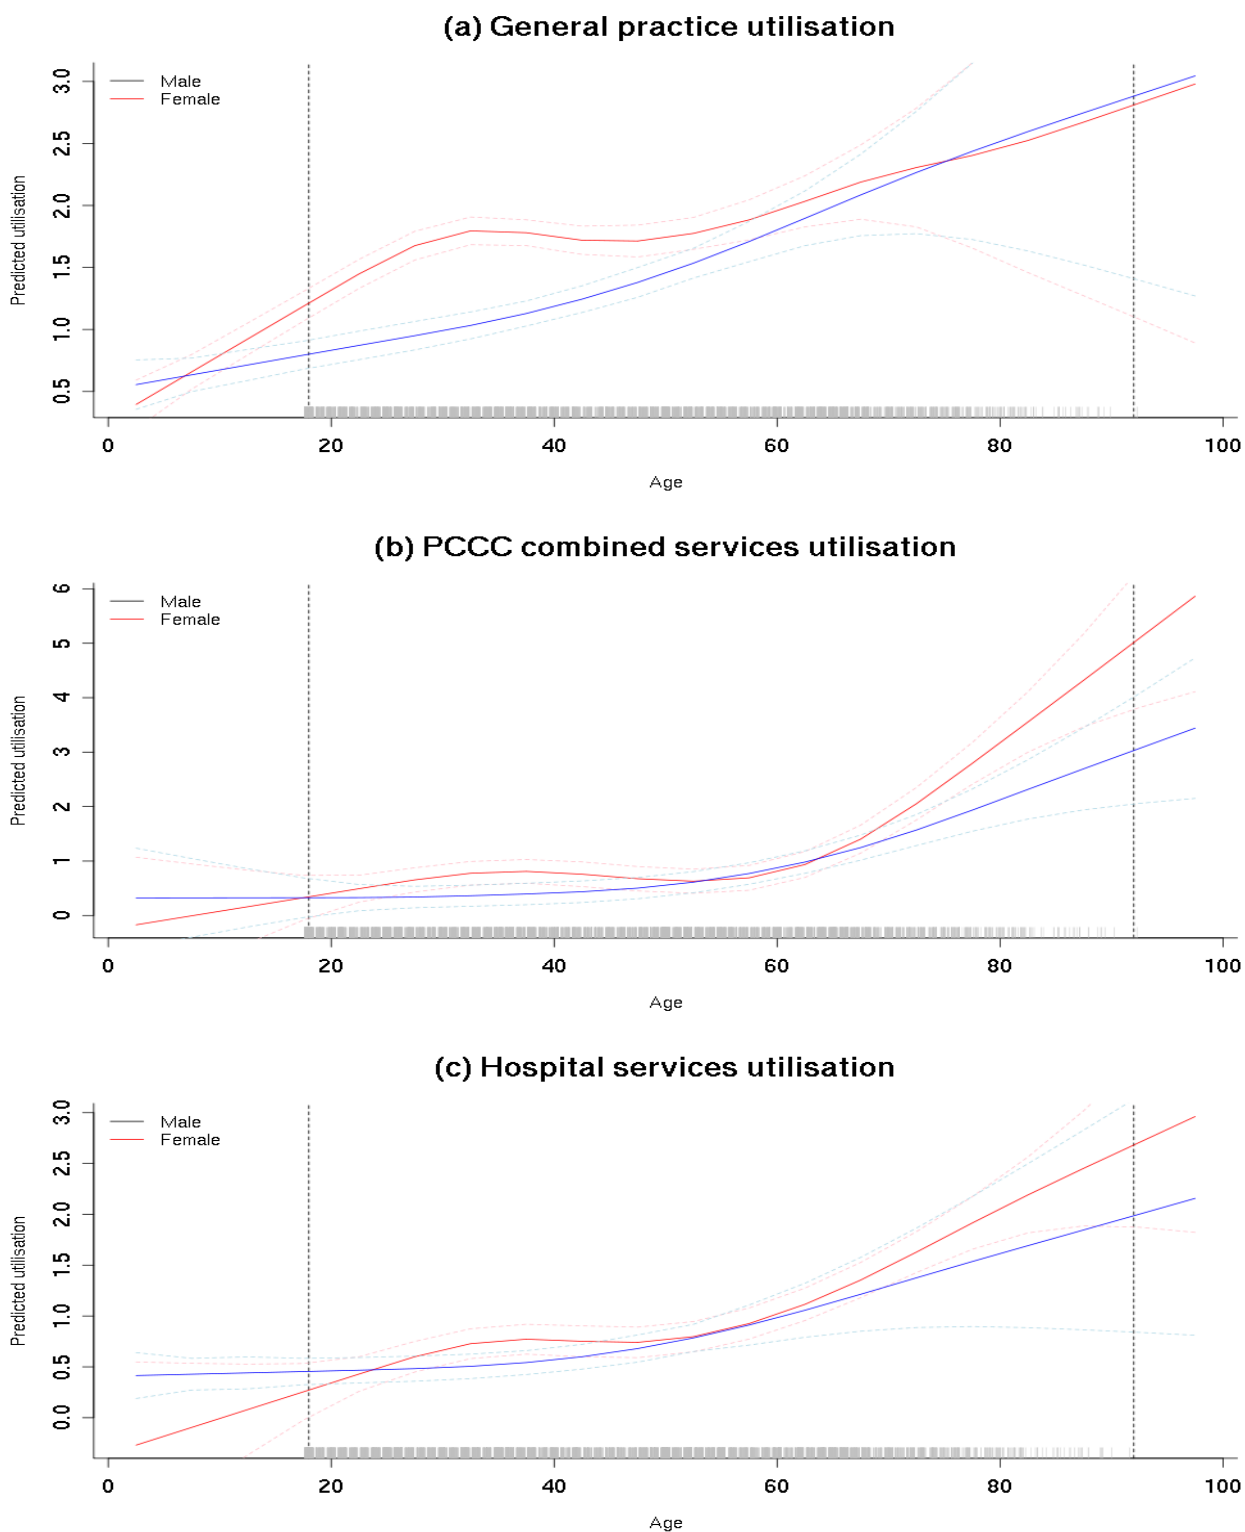 (a) General practice utilisation
Male
Female
3.0
2.5
2.0
1.5
1.0
0.5
Predicted utilisation
0 20 40 60 80 100
Age
(b) PCCC combined services utilisation
Male
Female
6
5
4
3
2
1
0
Predicted utilisation
0 20 40 60 80 100
Age
(c) Hospital services utilisation
Male
Female
3.0
2.5
2.0
1.5
1.0
0.5
0.0
Predicted utilisation
0 20 40 60 80 100
Age